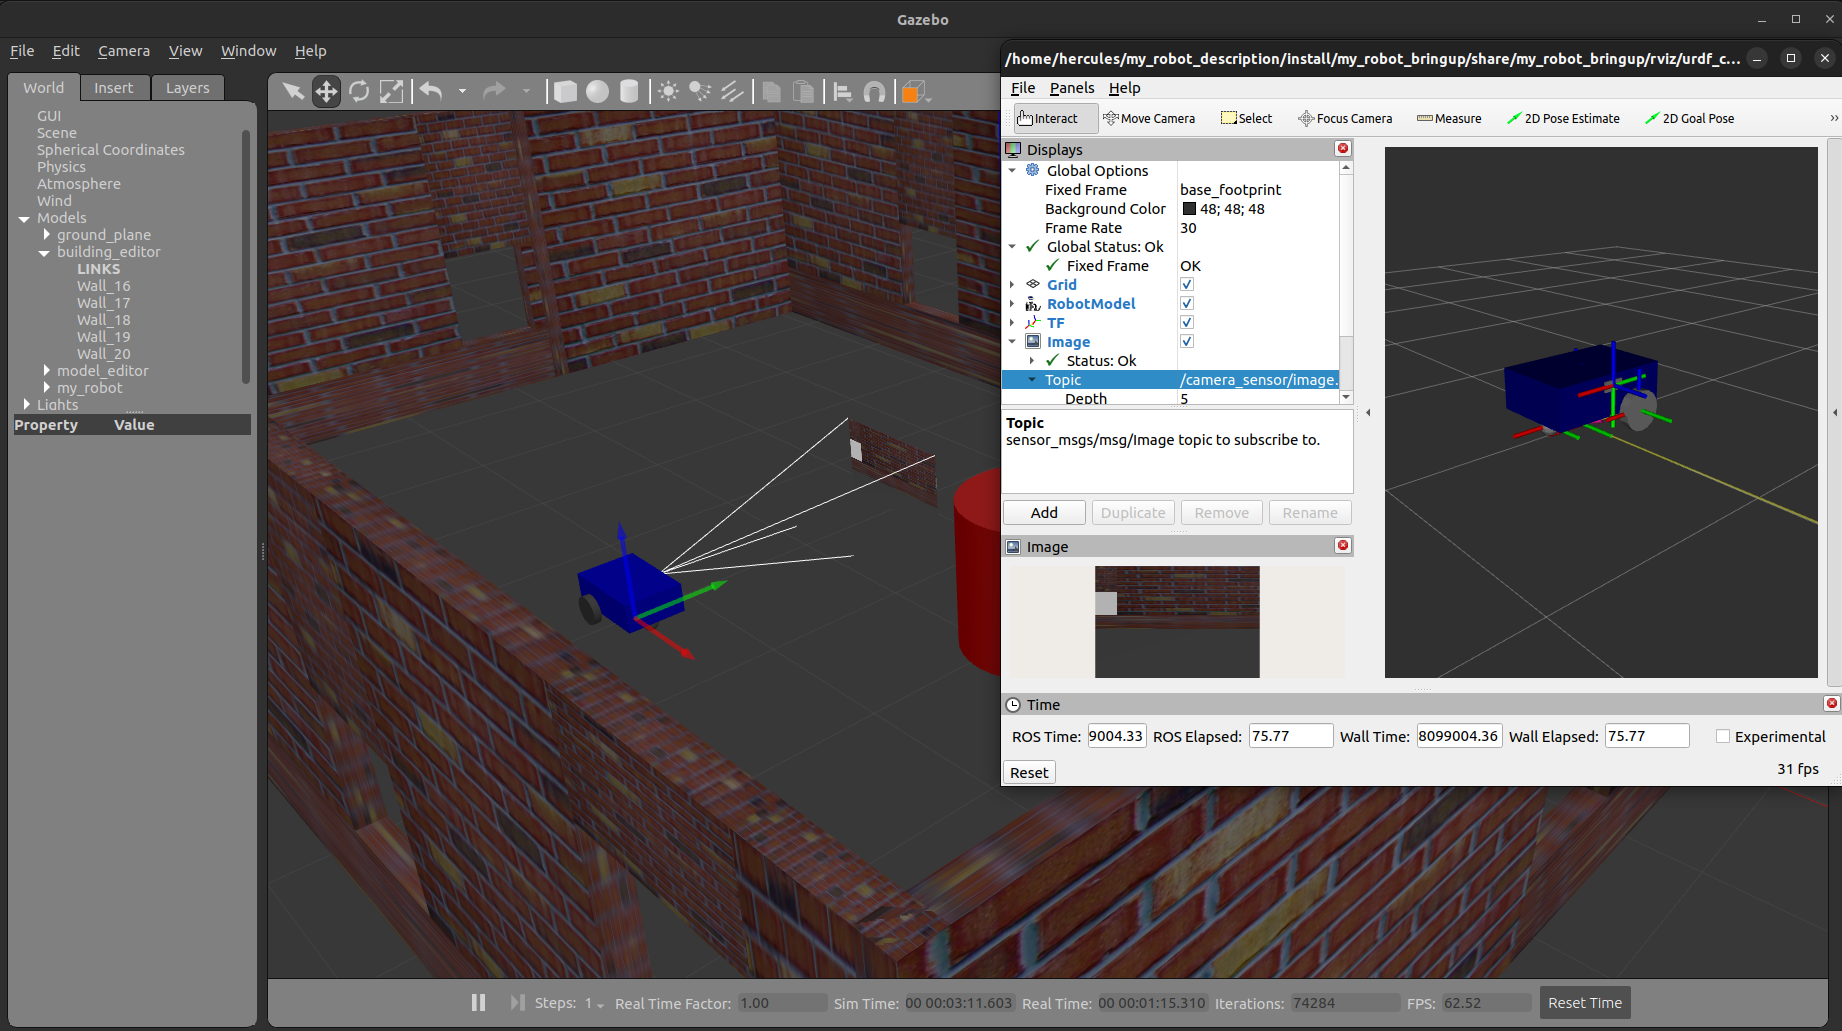 Gazebo
File Edit Camera View Window Help
World Insert Layers
GUI
Scene
Spherical Coordinates
Physics
Atmosphere
Wind
Models
ground_plane
building_editor
LINKS
Wall_16
Wall_17
Wall_18
Wall_19
Wall_20
model_editor
my_robot
Lights
Property Value
/home/hercules/my_robot_description/install/my_robot_bringup/share/my_robot_bringup/rviz/urdf_c...
File Panels Help
Interact Move Camera Select Focus Camera Measure 2D Pose Estimate 2D Goal Pose
Displays
Global Options
Fixed Frame base_footprint
Background Color 48; 48; 48
Frame Rate 30
Global Status: Ok
Fixed Frame OK
Grid
RobotModel
TF
Image
Status: Ok
Topic /camera_sensor/image.
Depth 5
Topic
sensor_msgs/msg/Image topic to subscribe to.
Add Duplicate Remove Rename
Image
Time
ROS Time: 9004.33 ROS Elapsed: 75.77 Wall Time: 8099004.36 Wall Elapsed: 75.77 Experimental
Reset 31 fps
Steps: 1 Real Time Factor: 1.00 Sim Time: 00 00:03:11.603 Real Time: 00 00:01:15.310 Iterations: 74284 FPS: 62.52 Reset Time